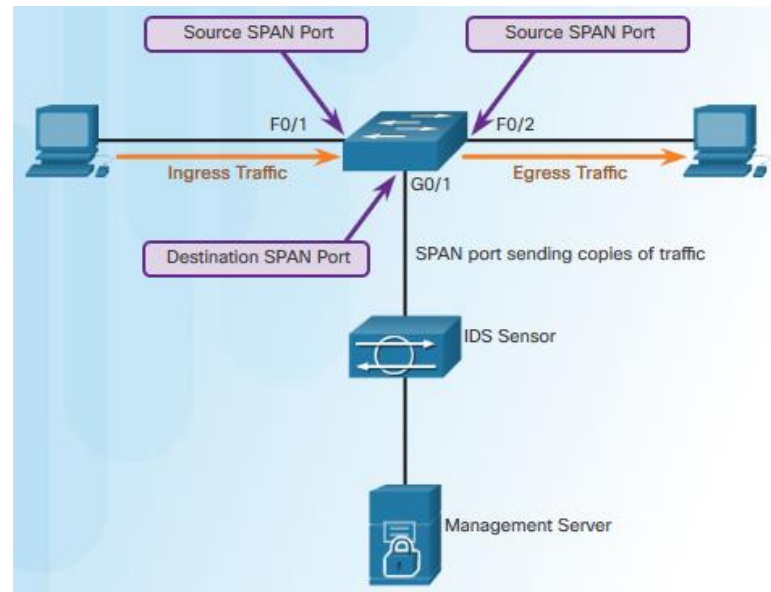 Source SPAN Port
Source SPAN Port
F0/1
F0/2
Ingress Traffic
Egress Traffic
G0/1
Destination SPAN Port
SPAN port sending copies of traffic
IDS Sensor
Management Server